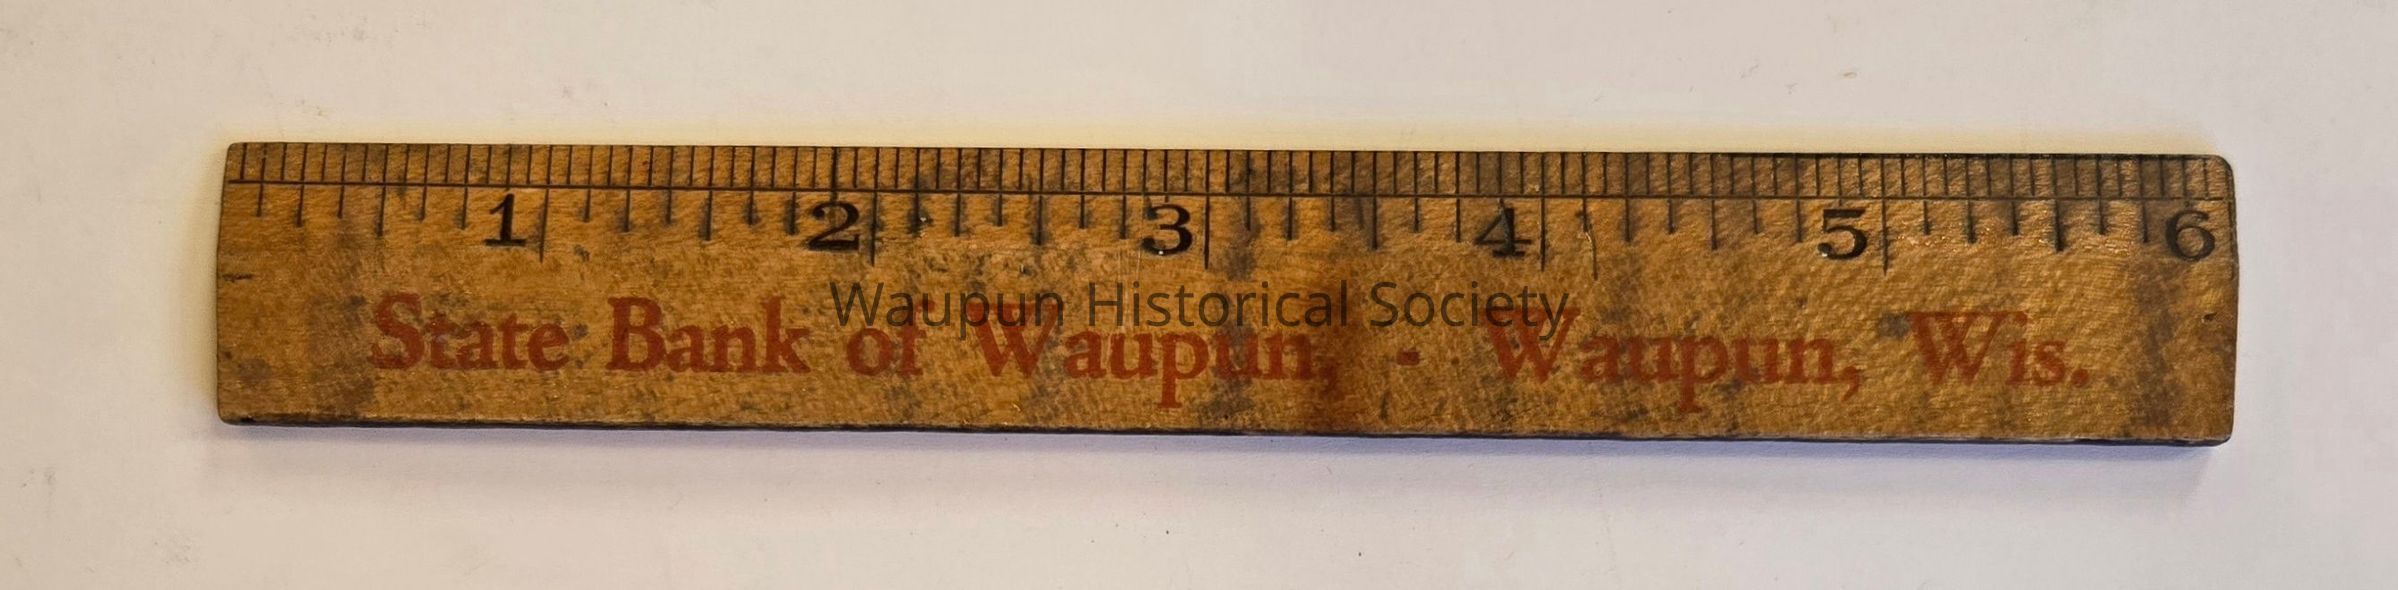 1 2 3 4 5 6
Waupun Historical Society
State Bank of Waupun, - Waupun, Wis.